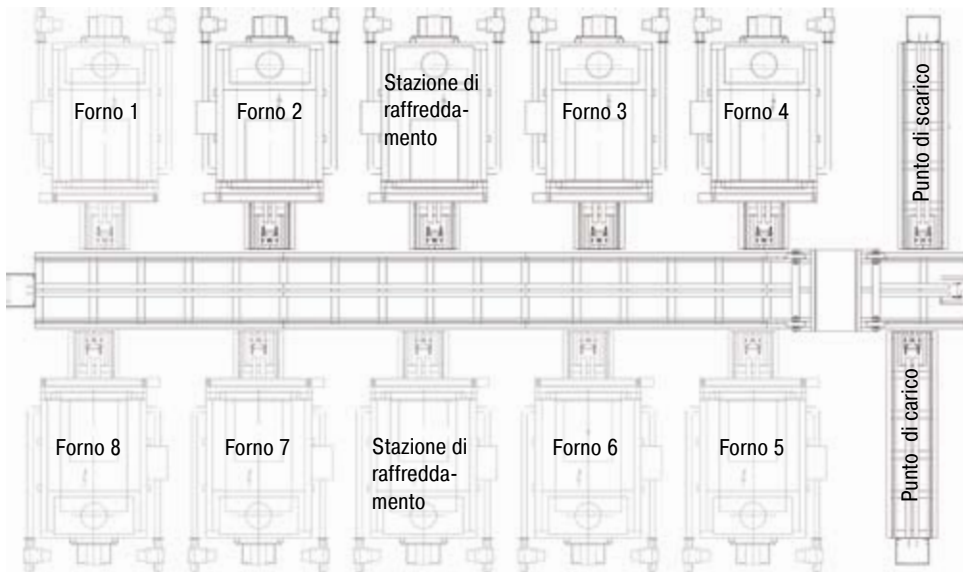 Forno 1
Forno 2
Stazione di
raffredda-
mento
Forno 3
Forno 4
Punto di scarico
Forno 8
Forno 7
Stazione di
raffredda-
mento
Forno 6
Forno 5
Punto di carico